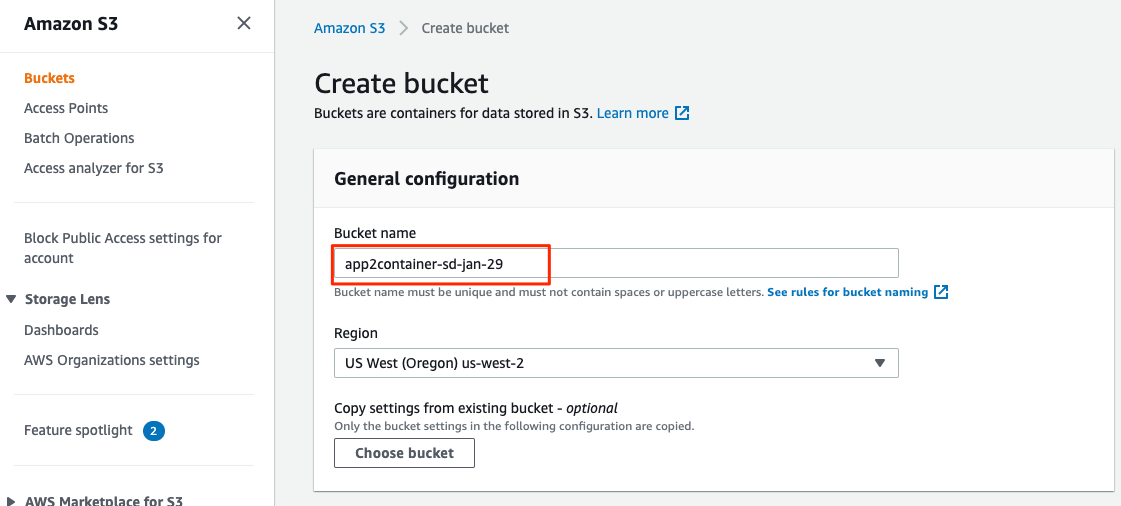 Amazon S3
Buckets
Access Points
Batch Operations
Access analyzer for S3
Block Public Access settings for
account
Storage Lens
Dashboards
AWS Organizations settings
Feature spotlight 2
AWS Marketplace for S3
Amazon S3 > Create bucket
Create bucket
Buckets are containers for data stored in S3. Learn more
General configuration
Bucket name
app2container-sd-jan-29
Bucket name must be unique and must not contain spaces or uppercase letters. See rules for bucket naming
Region
US West (Oregon) us-west-2
Copy settings from existing bucket - optional
Only the bucket settings in the following configuration are copied.
Choose bucket